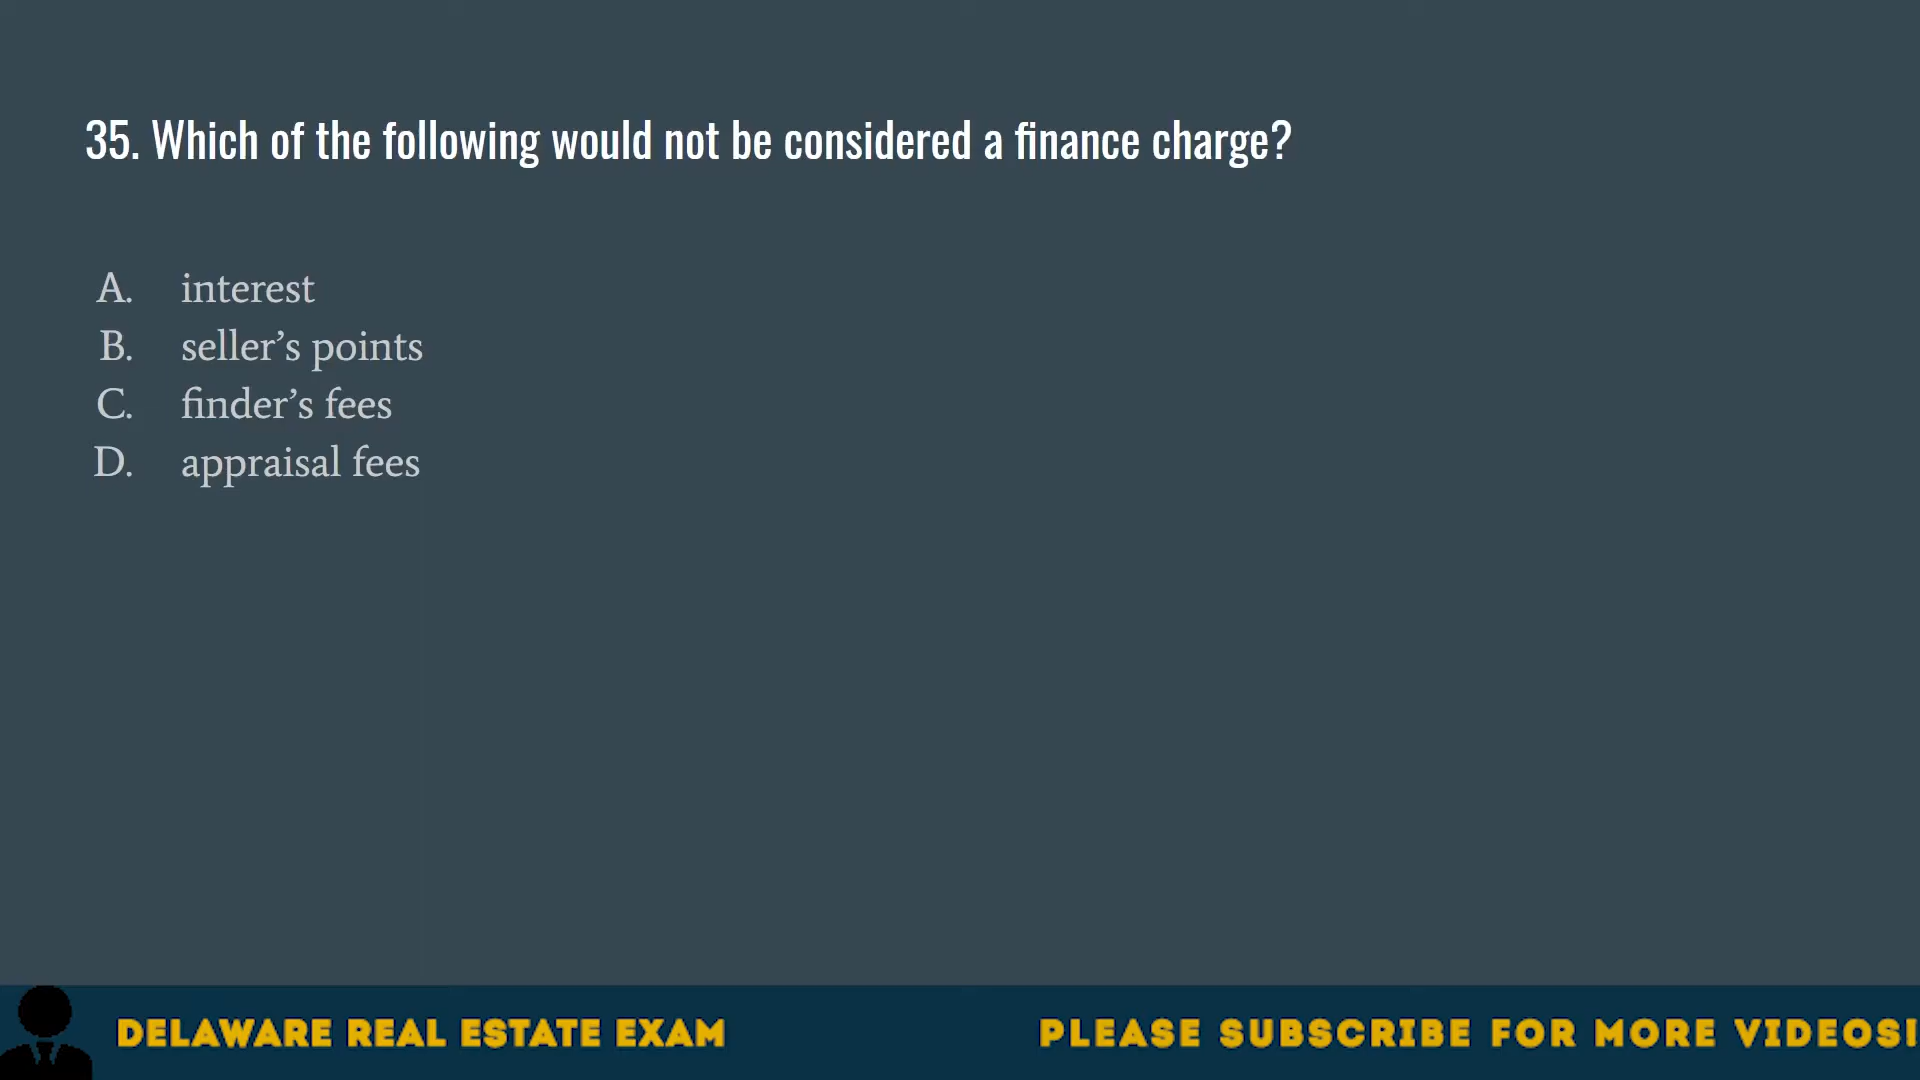 35. Which of the following would not be considered a finance charge?
A. interest
B. seller’s points
C. finder’s fees
D. appraisal fees
DELAWARE REAL ESTATE EXAM
PLEASE SUBSCRIBE FOR MORE VIDEOS!